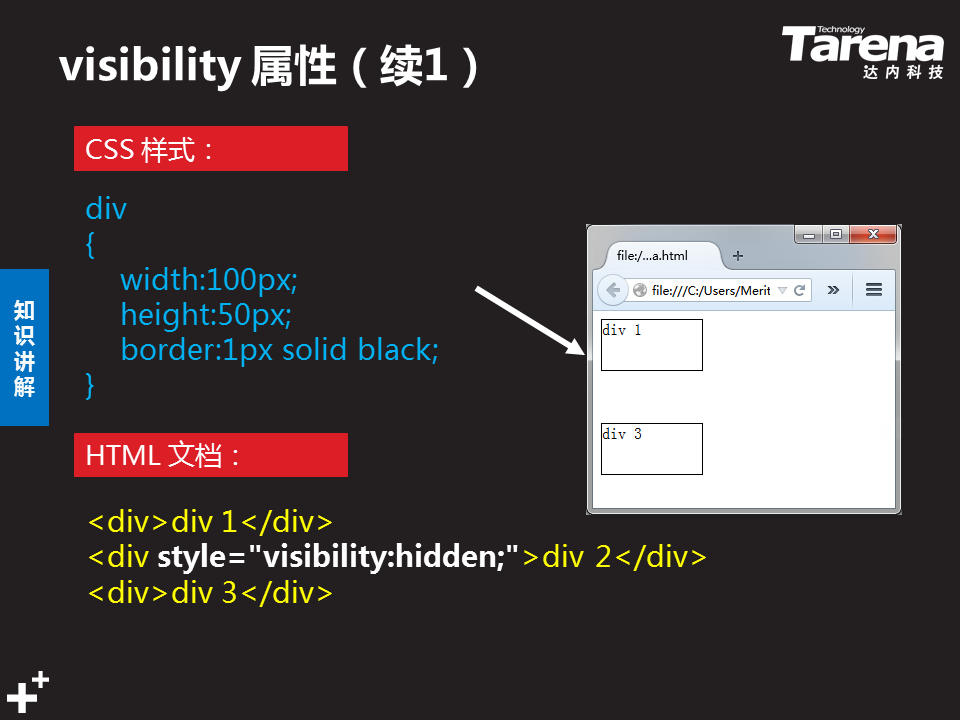 visibility 属性（续1）
Technology
Tarena
达内科技
CSS 样式：
div
{
width:100px;
height:50px;
border:1px solid black;
}
知识讲解
file:/...a.html
file:///C:/Users/Merit
div 1
div 3
HTML 文档：
<div>div 1</div>
<div style="visibility:hidden;">div 2</div>
<div>div 3</div>